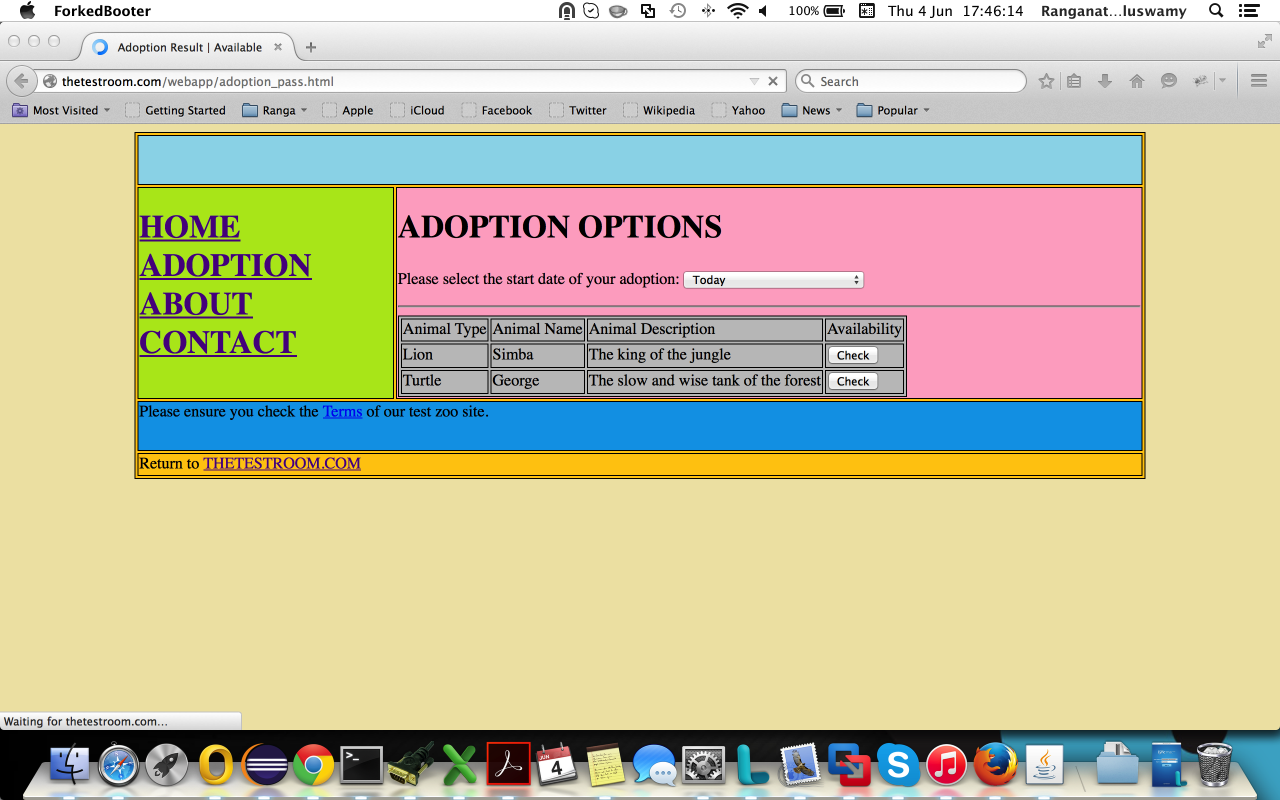 ForkedBooter 100% Thu 4 Jun 17:46:14 Ranganat...luswamy
Adoption Result | Available
thetestroom.com/webapp/adoption_pass.html Search
Most Visited Getting Started Ranga Apple iCloud Facebook Twitter Wikipedia Yahoo News Popular
HOME
ADOPTION
ABOUT
CONTACT
ADOPTION OPTIONS
Please select the start date of your adoption: Today
Animal Type Animal Name Animal Description Availability
Lion Simba The king of the jungle Check
Turtle George The slow and wise tank of the forest Check
Please ensure you check the Terms of our test zoo site.
Return to THETESTROOM.COM
Waiting for thetestroom.com...
JUN
4